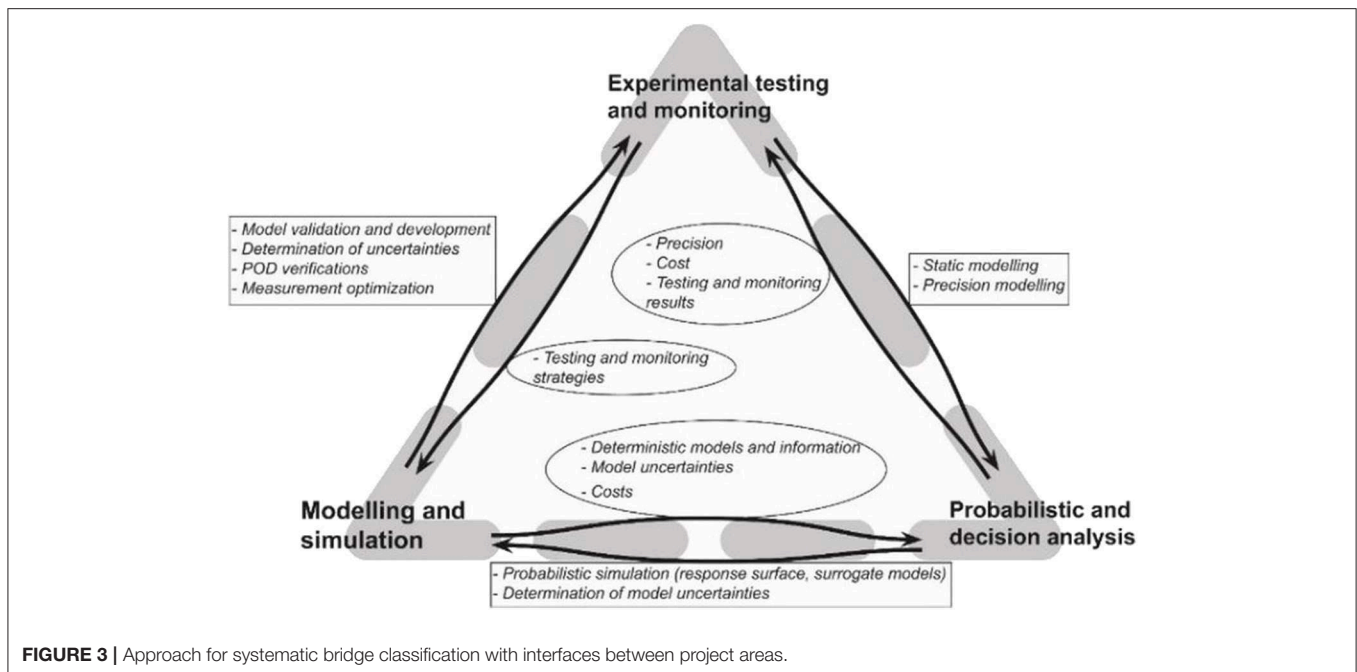 Experimental testing
and monitoring
- Model validation and development
- Determination of uncertainties
- POD verifications
- Measurement optimization
- Precision
- Cost
- Testing and monitoring
results
- Static modelling
- Precision modelling
- Testing and monitoring
strategies
- Deterministic models and information
- Model uncertainties
- Costs
Modelling and
simulation
Probabilistic and
decision analysis
- Probabilistic simulation (response surface, surrogate models)
- Determination of model uncertainties
FIGURE 3 | Approach for systematic bridge classification with interfaces between project areas.